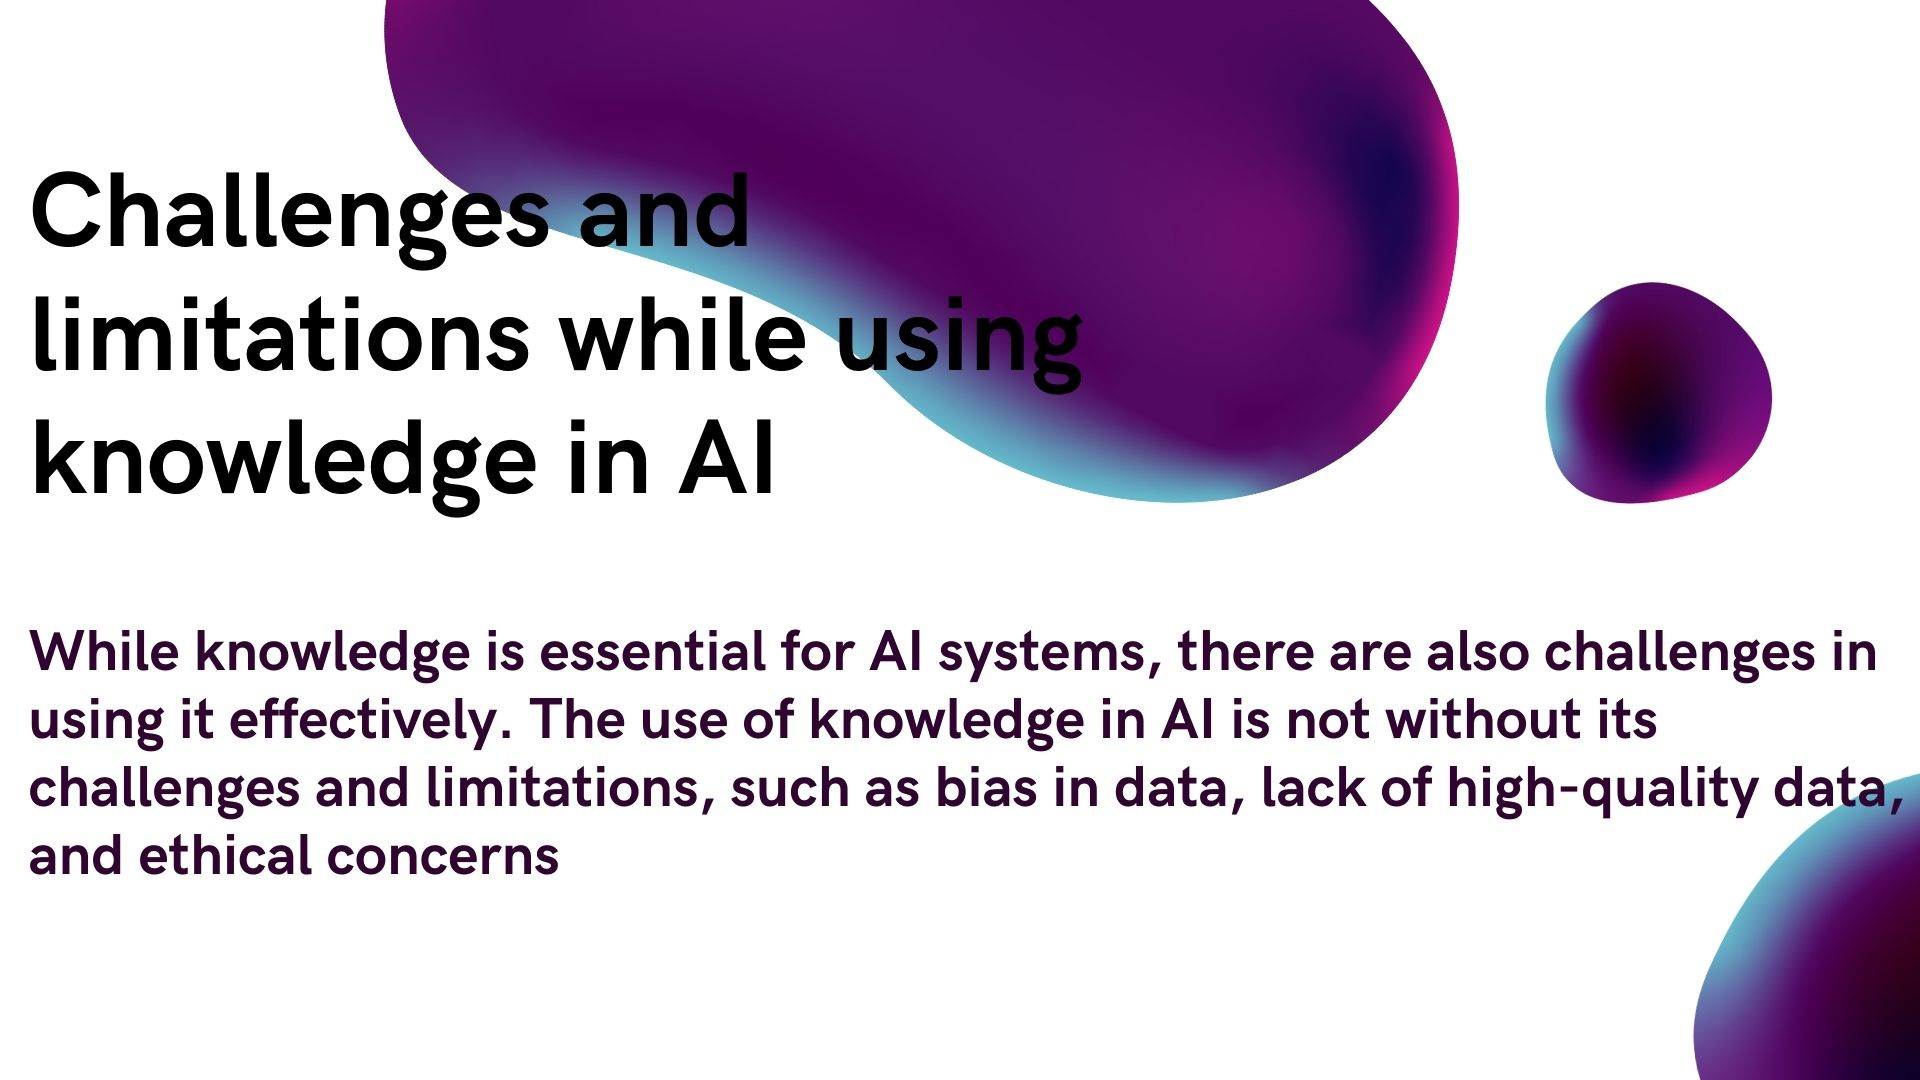 Challenges and
limitations while using
knowledge in AI
While knowledge is essential for AI systems, there are also challenges in
using it effectively. The use of knowledge in AI is not without its
challenges and limitations, such as bias in data, lack of high-quality data,
and ethical concerns